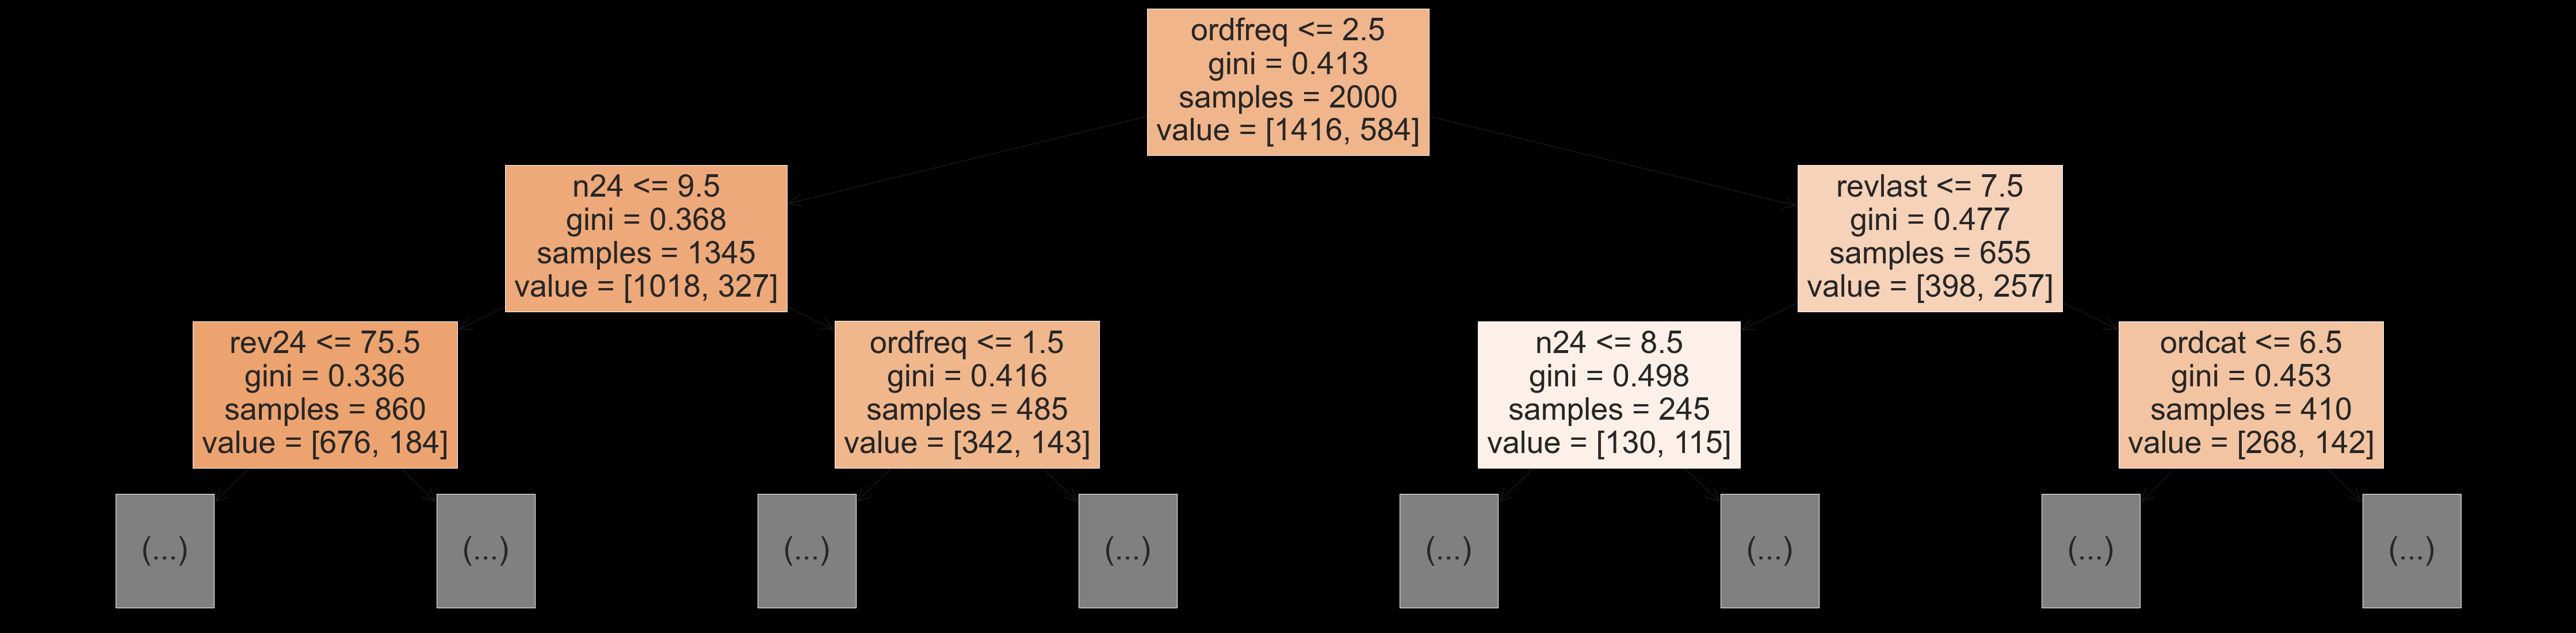 ordfreq <= 2.5
gini = 0.413
samples = 2000
value = [1416, 584]
n24 <= 9.5
gini = 0.368
samples = 1345
value = [1018, 327]
revlast <= 7.5
gini = 0.477
samples = 655
value = [398, 257]
rev24 <= 75.5
gini = 0.336
samples = 860
value = [676, 184]
ordfreq <= 1.5
gini = 0.416
samples = 485
value = [342, 143]
n24 <= 8.5
gini = 0.498
samples = 245
value = [130, 115]
ordcat <= 6.5
gini = 0.453
samples = 410
value = [268, 142]
(...)
(...)
(...)
(...)
(...)
(...)
(...)
(...)